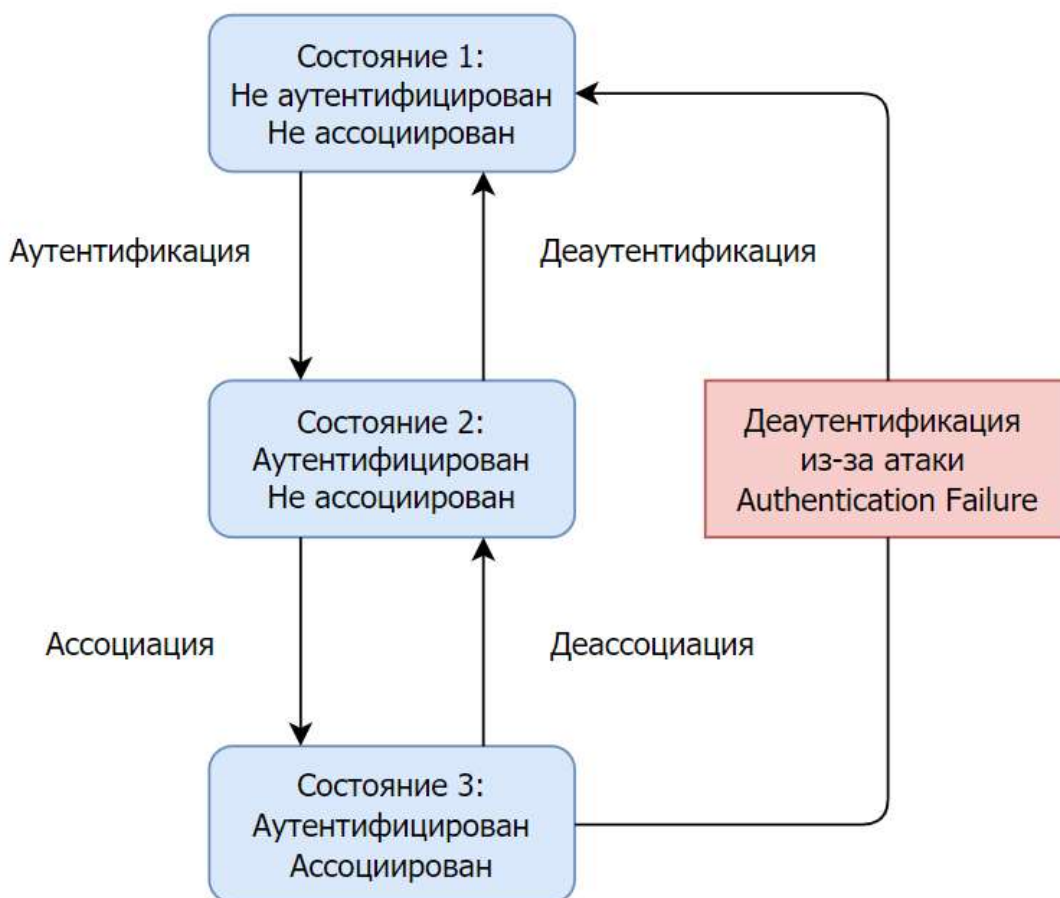 Состояние 1:
Не аутентифицирован
Не ассоциирован
Аутентификация
Деаутентификация
Состояние 2:
Аутентифицирован
Не ассоциирован
Деаутентификация
из-за атаки
Authentication Failure
Ассоциация
Деассоциация
Состояние 3:
Аутентифицирован
Ассоциирован